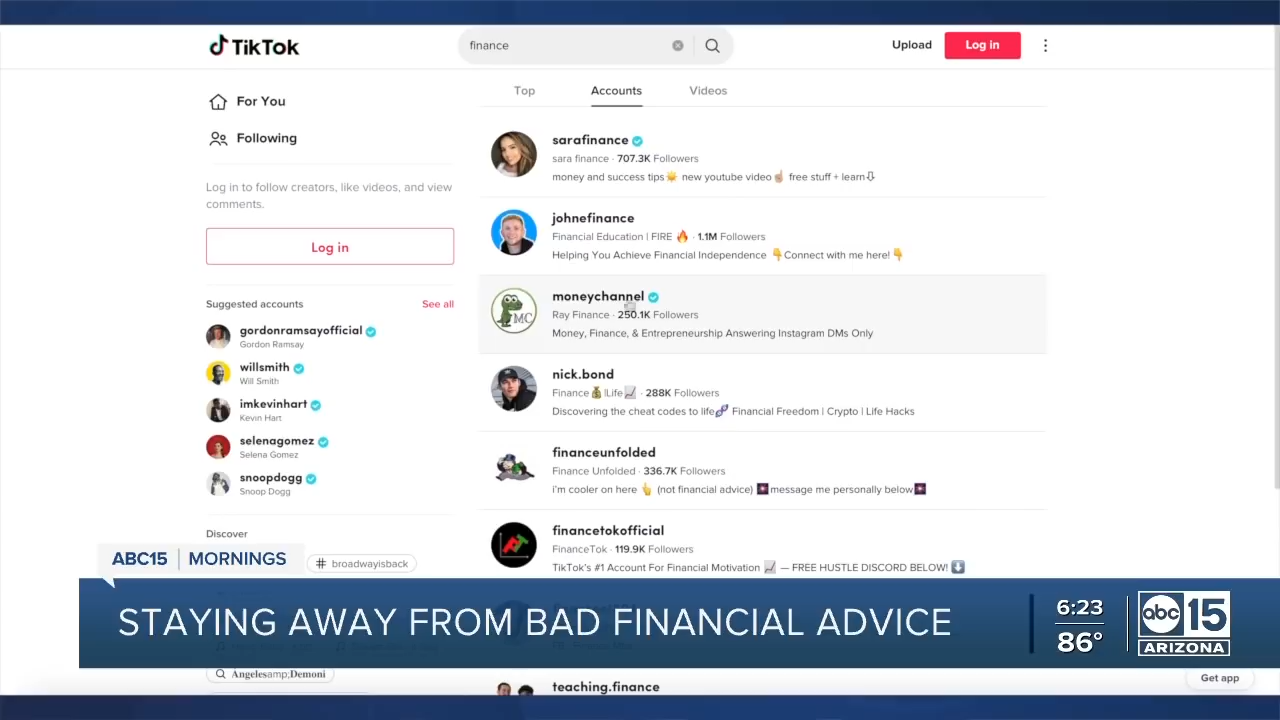 TikTok
finance
Upload
Log in
Top
Accounts
Videos
For You
Following
Log in to follow creators, like videos, and view
comments.
Log in
Suggested accounts
See all
gordonramsayofficial
Gordon Ramsay
willsmith
Will Smith
imkevinhart
Kevin Hart
selenagomez
Selena Gomez
snoopdogg
Snoop Dogg
Discover
# broadwayisback
Angelesamp;Demoni
sarafinance
sara finance · 707.3K Followers
money and success tips☀️ new youtube video☝🏼 free stuff + learn⇩
johnefinance
Financial Education | FIRE 🔥 · 1.1M Followers
Helping You Achieve Financial Independence 👇Connect with me here! 👇
moneychannel
MC
Ray Finance · 250.1K Followers
Money, Finance, & Entrepreneurship Answering Instagram DMs Only
nick.bond
Finance💰|Life📈 · 288K Followers
Discovering the cheat codes to life🧬 Financial Freedom | Crypto | Life Hacks
financeunfolded
Finance Unfolded · 336.7K Followers
i'm cooler on here 👆 (not financial advice) 🎆message me personally below🎆
financetokofficial
FinanceTok · 119.9K Followers
TikTok's #1 Account For Financial Motivation 📈 — FREE HUSTLE DISCORD BELOW! ⬇️
teaching.finance
Get app
ABC15 | MORNINGS
STAYING AWAY FROM BAD FINANCIAL ADVICE
6:23
86°
abc 15
ARIZONA